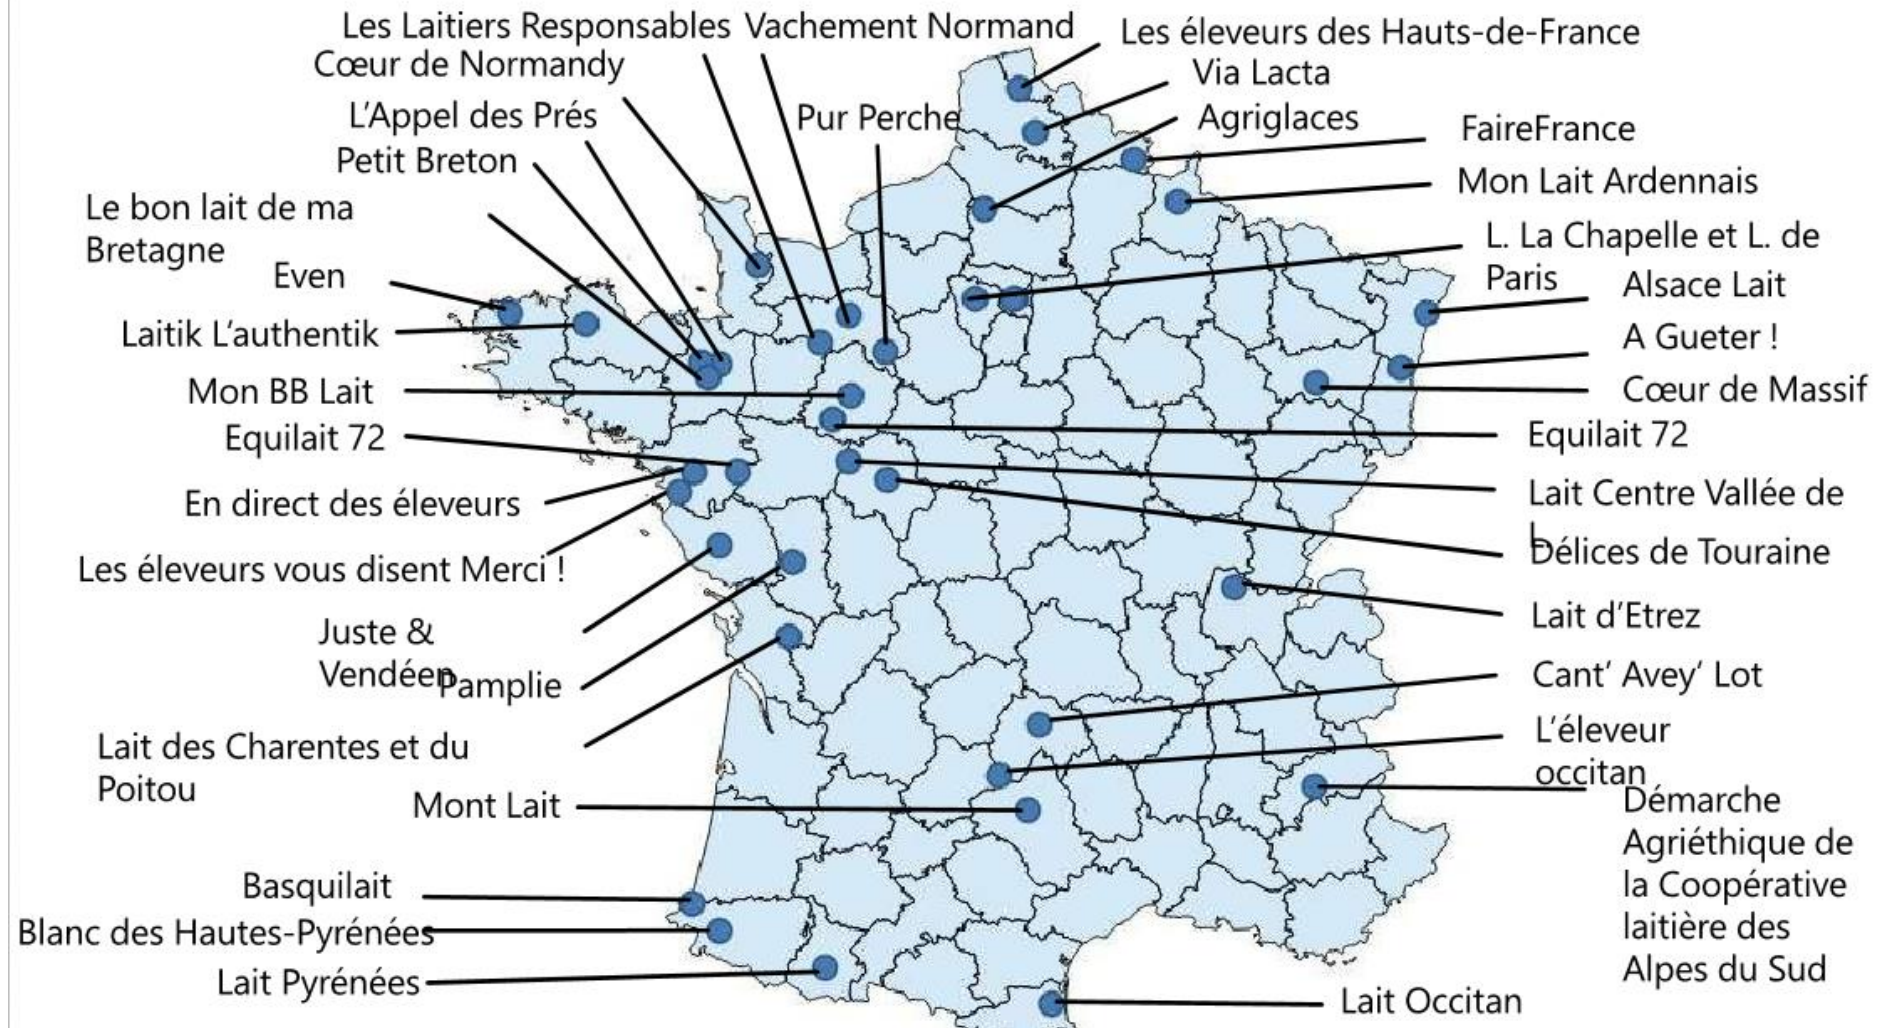 Les Laitiers Responsables
Vachement Normand
Les éleveurs des Hauts-de-France
Cœur de Normandy
Via Lacta
L'Appel des Prés
Pur Perche
Agriglaces
FaireFrance
Petit Breton
Mon Lait Ardennais
Le bon lait de ma
Bretagne
L. La Chapelle et L. de
Paris
Even
Alsace Lait
Laitik L'authentik
A Gueter !
Mon BB Lait
Cœur de Massif
Equilait 72
Equilait 72
En direct des éleveurs
Lait Centre Vallée de
L
Délices de Touraine
Les éleveurs vous disent Merci !
Lait d'Etrez
Juste &
Vendéen
Pamplie
Cant' Avey' Lot
Lait des Charentes et du
Poitou
L'éleveur
occitan
Mont Lait
Démarche
Agriéthique de
la Coopérative
laitière des
Alpes du Sud
Basquilait
Blanc des Hautes-Pyrénées
Lait Pyrénées
Lait Occitan